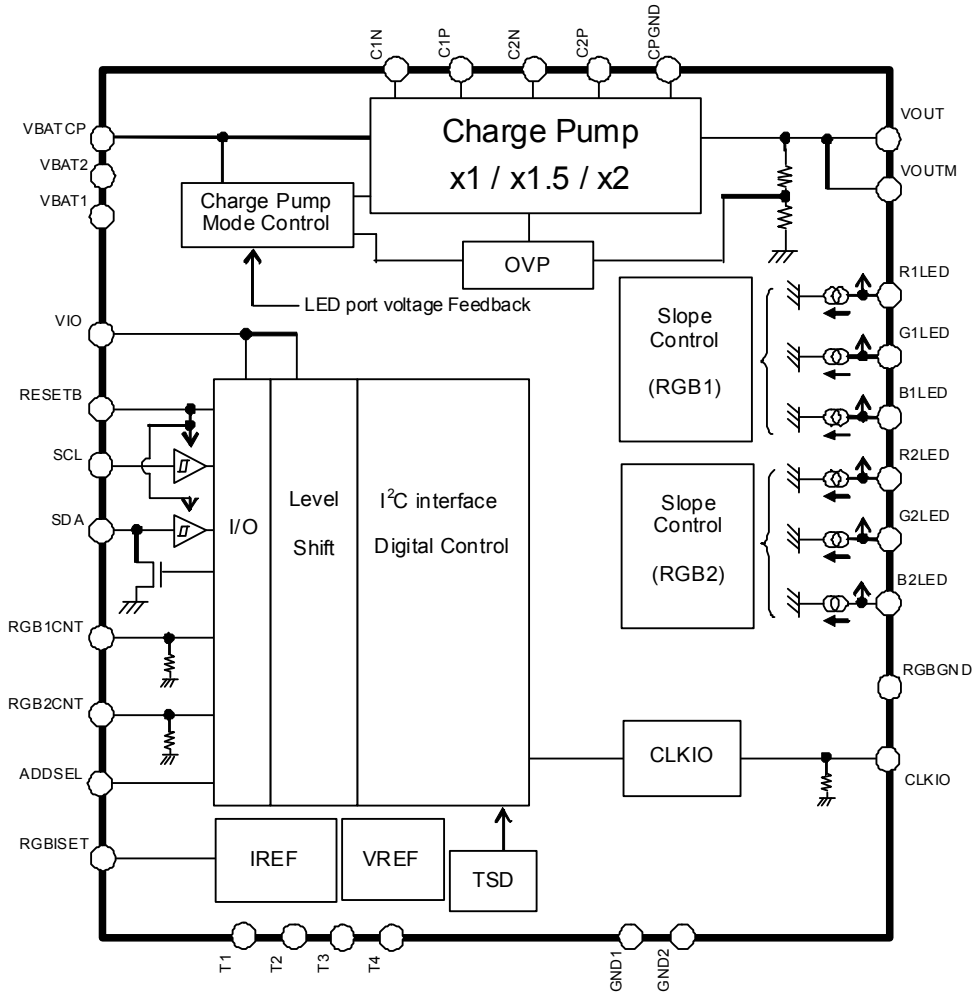 C1N
C1P
C2N
C2P
CPGND
VBATCP
VBAT2
VBAT1
Charge Pump
x1 / x1.5 / x2
VOUT
VOUTM
Charge Pump
Mode Control
OVP
LED port voltage Feedback
VIO
RESETB
SCL
SDA
RGB1CNT
RGB2CNT
ADDSEL
RGBISET
I/O
Level
Shift
I²C interface
Digital Control
Slope
Control
(RGB1)
Slope
Control
(RGB2)
R1LED
G1LED
B1LED
R2LED
G2LED
B2LED
RGBGND
CLKIO
CLKIO
IREF
VREF
TSD
T1
T2
T3
T4
GND1
GND2